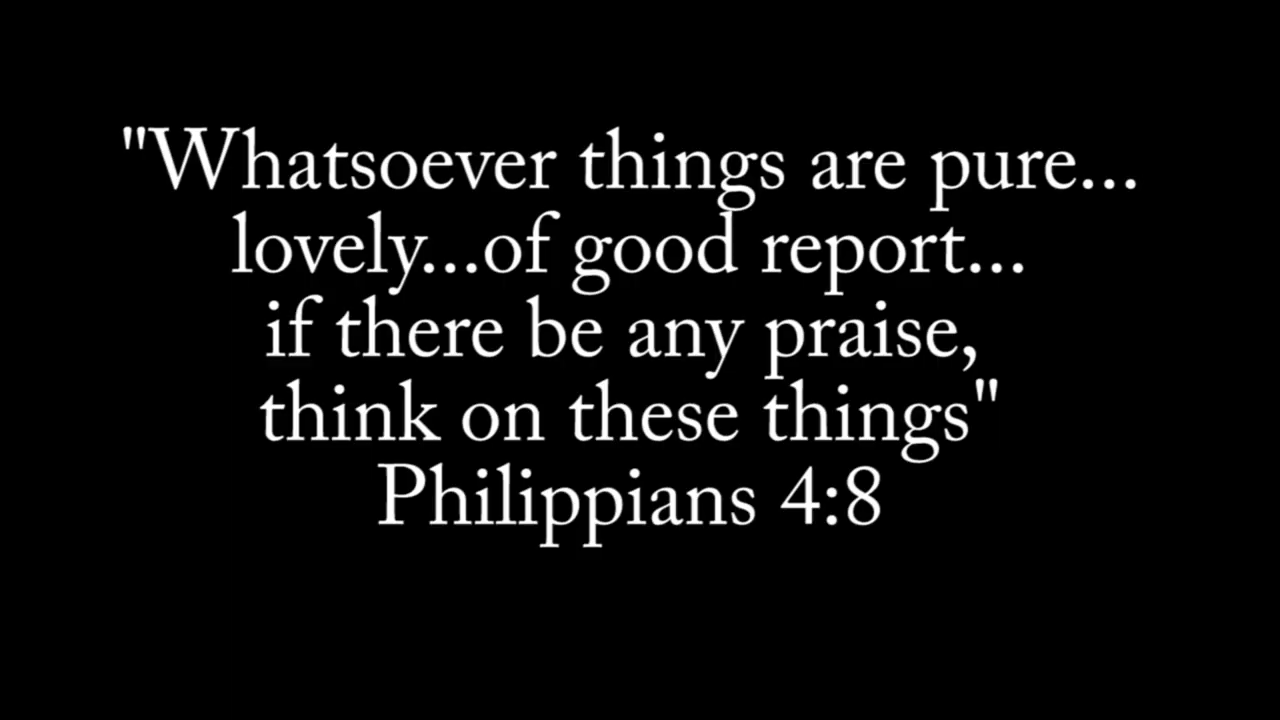 "Whatsoever things are pure...
lovely...of good report...
if there be any praise,
think on these things"
Philippians 4:8